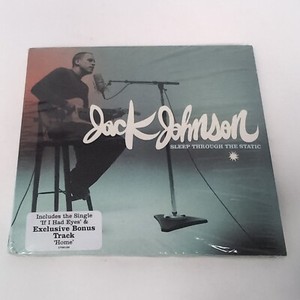 Jack Johnson
SLEEP THROUGH THE STATIC
Includes the Single
'If I Had Eyes' &
Exclusive Bonus
Track
'Home'